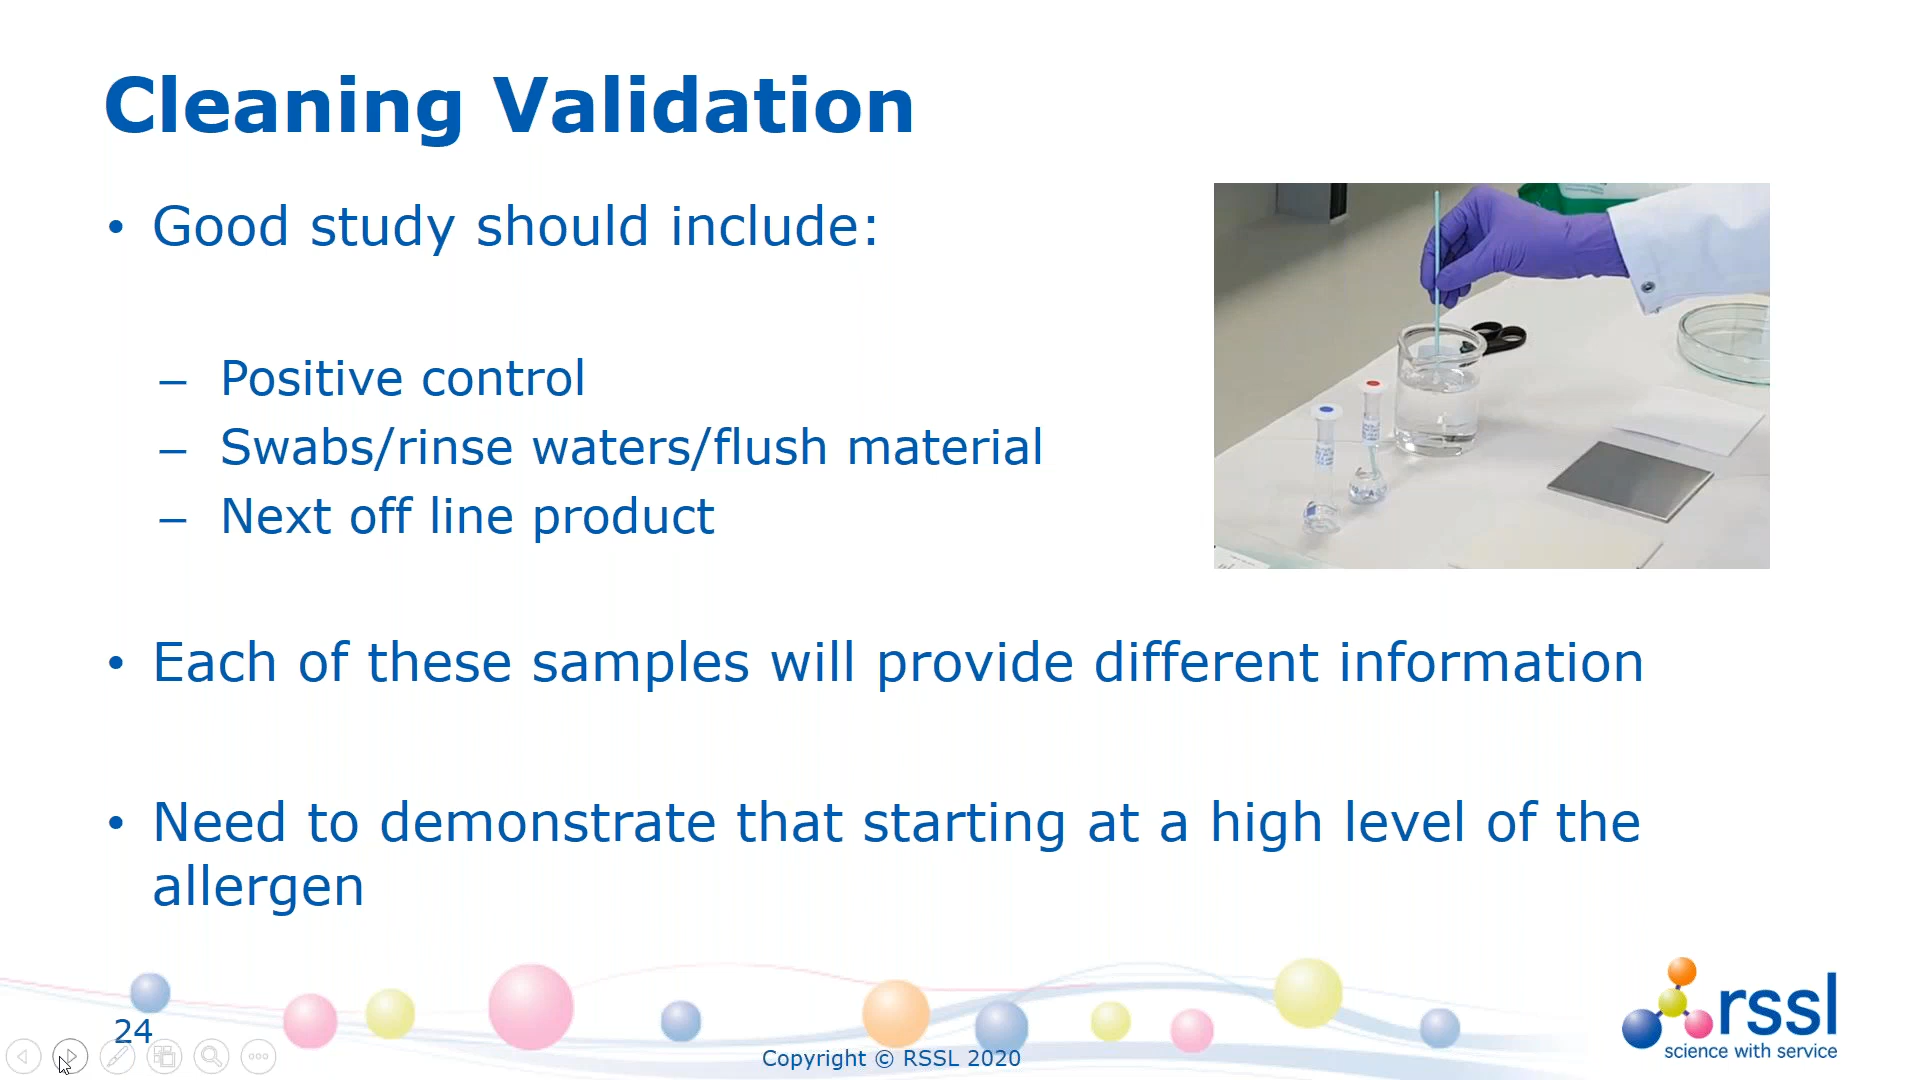 Cleaning Validation
• Good study should include:
– Positive control
– Swabs/rinse waters/flush material
– Next off line product
• Each of these samples will provide different information
• Need to demonstrate that starting at a high level of the
allergen
24
Copyright © RSSL 2020
rssl
science with service